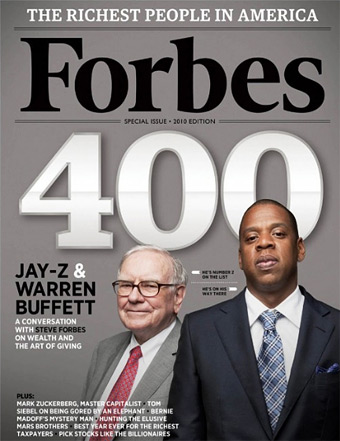 THE RICHEST PEOPLE IN AMERICA
Forbes
SPECIAL ISSUE • 2010 EDITION
400
JAY-Z &
WARREN
BUFFETT
A CONVERSATION
WITH STEVE FORBES
ON WEALTH AND
THE ART OF GIVING
HE'S NUMBER 2
ON THE LIST
HE'S ON HIS
WAY THERE
PLUS:
MARK ZUCKERBERG, MASTER CAPITALIST • TOM
SIEBEL ON BEING GORED BY AN ELEPHANT • BERNIE
MADOFF'S MYSTERY MAN • HUNTING THE ELUSIVE
MARS BROTHERS • BEST YEAR EVER FOR THE RICHEST
TAXPAYERS • PICK STOCKS LIKE THE BILLIONAIRES